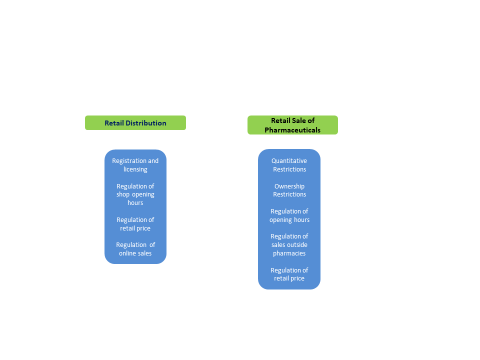 Retail Distribution
Registration and
licensing
Regulation of
shop opening
hours
Regulation of
retail price
Regulation of
online sales
Retail Sale of
Pharmaceuticals
Quantitative
Restrictions
Ownership
Restrictions
Regulation of
opening hours
Regulation of
sales outside
pharmacies
Regulation of
retail price